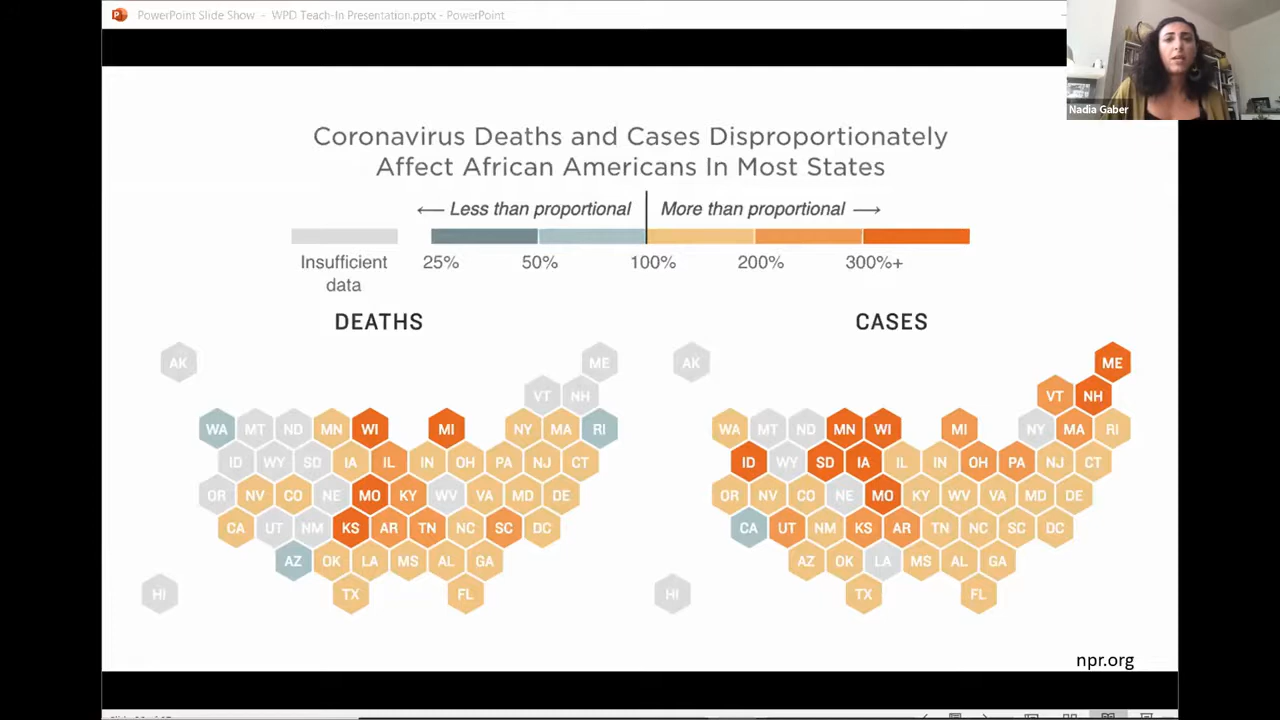 PowerPoint Slide Show - WPD Teach-In Presentation.pptx - PowerPoint
Nadia Gaber
Coronavirus Deaths and Cases Disproportionately
Affect African Americans In Most States
← Less than proportional
More than proportional →
Insufficient
data
25%
50%
100%
200%
300%+
DEATHS
AK
ME
VT NH
WA MT ND MN WI MI NY MA RI
ID WY SD IA IL IN OH PA NJ CT
OR NV CO NE MO KY WV VA MD DE
CA UT NM KS AR TN NC SC DC
AZ OK LA MS AL GA
HI TX FL
CASES
AK
ME
VT NH
WA MT ND MN WI MI NY MA RI
ID WY SD IA IL IN OH PA NJ CT
OR NV CO NE MO KY WV VA MD DE
CA UT NM KS AR TN NC SC DC
AZ OK LA MS AL GA
HI TX FL
npr.org